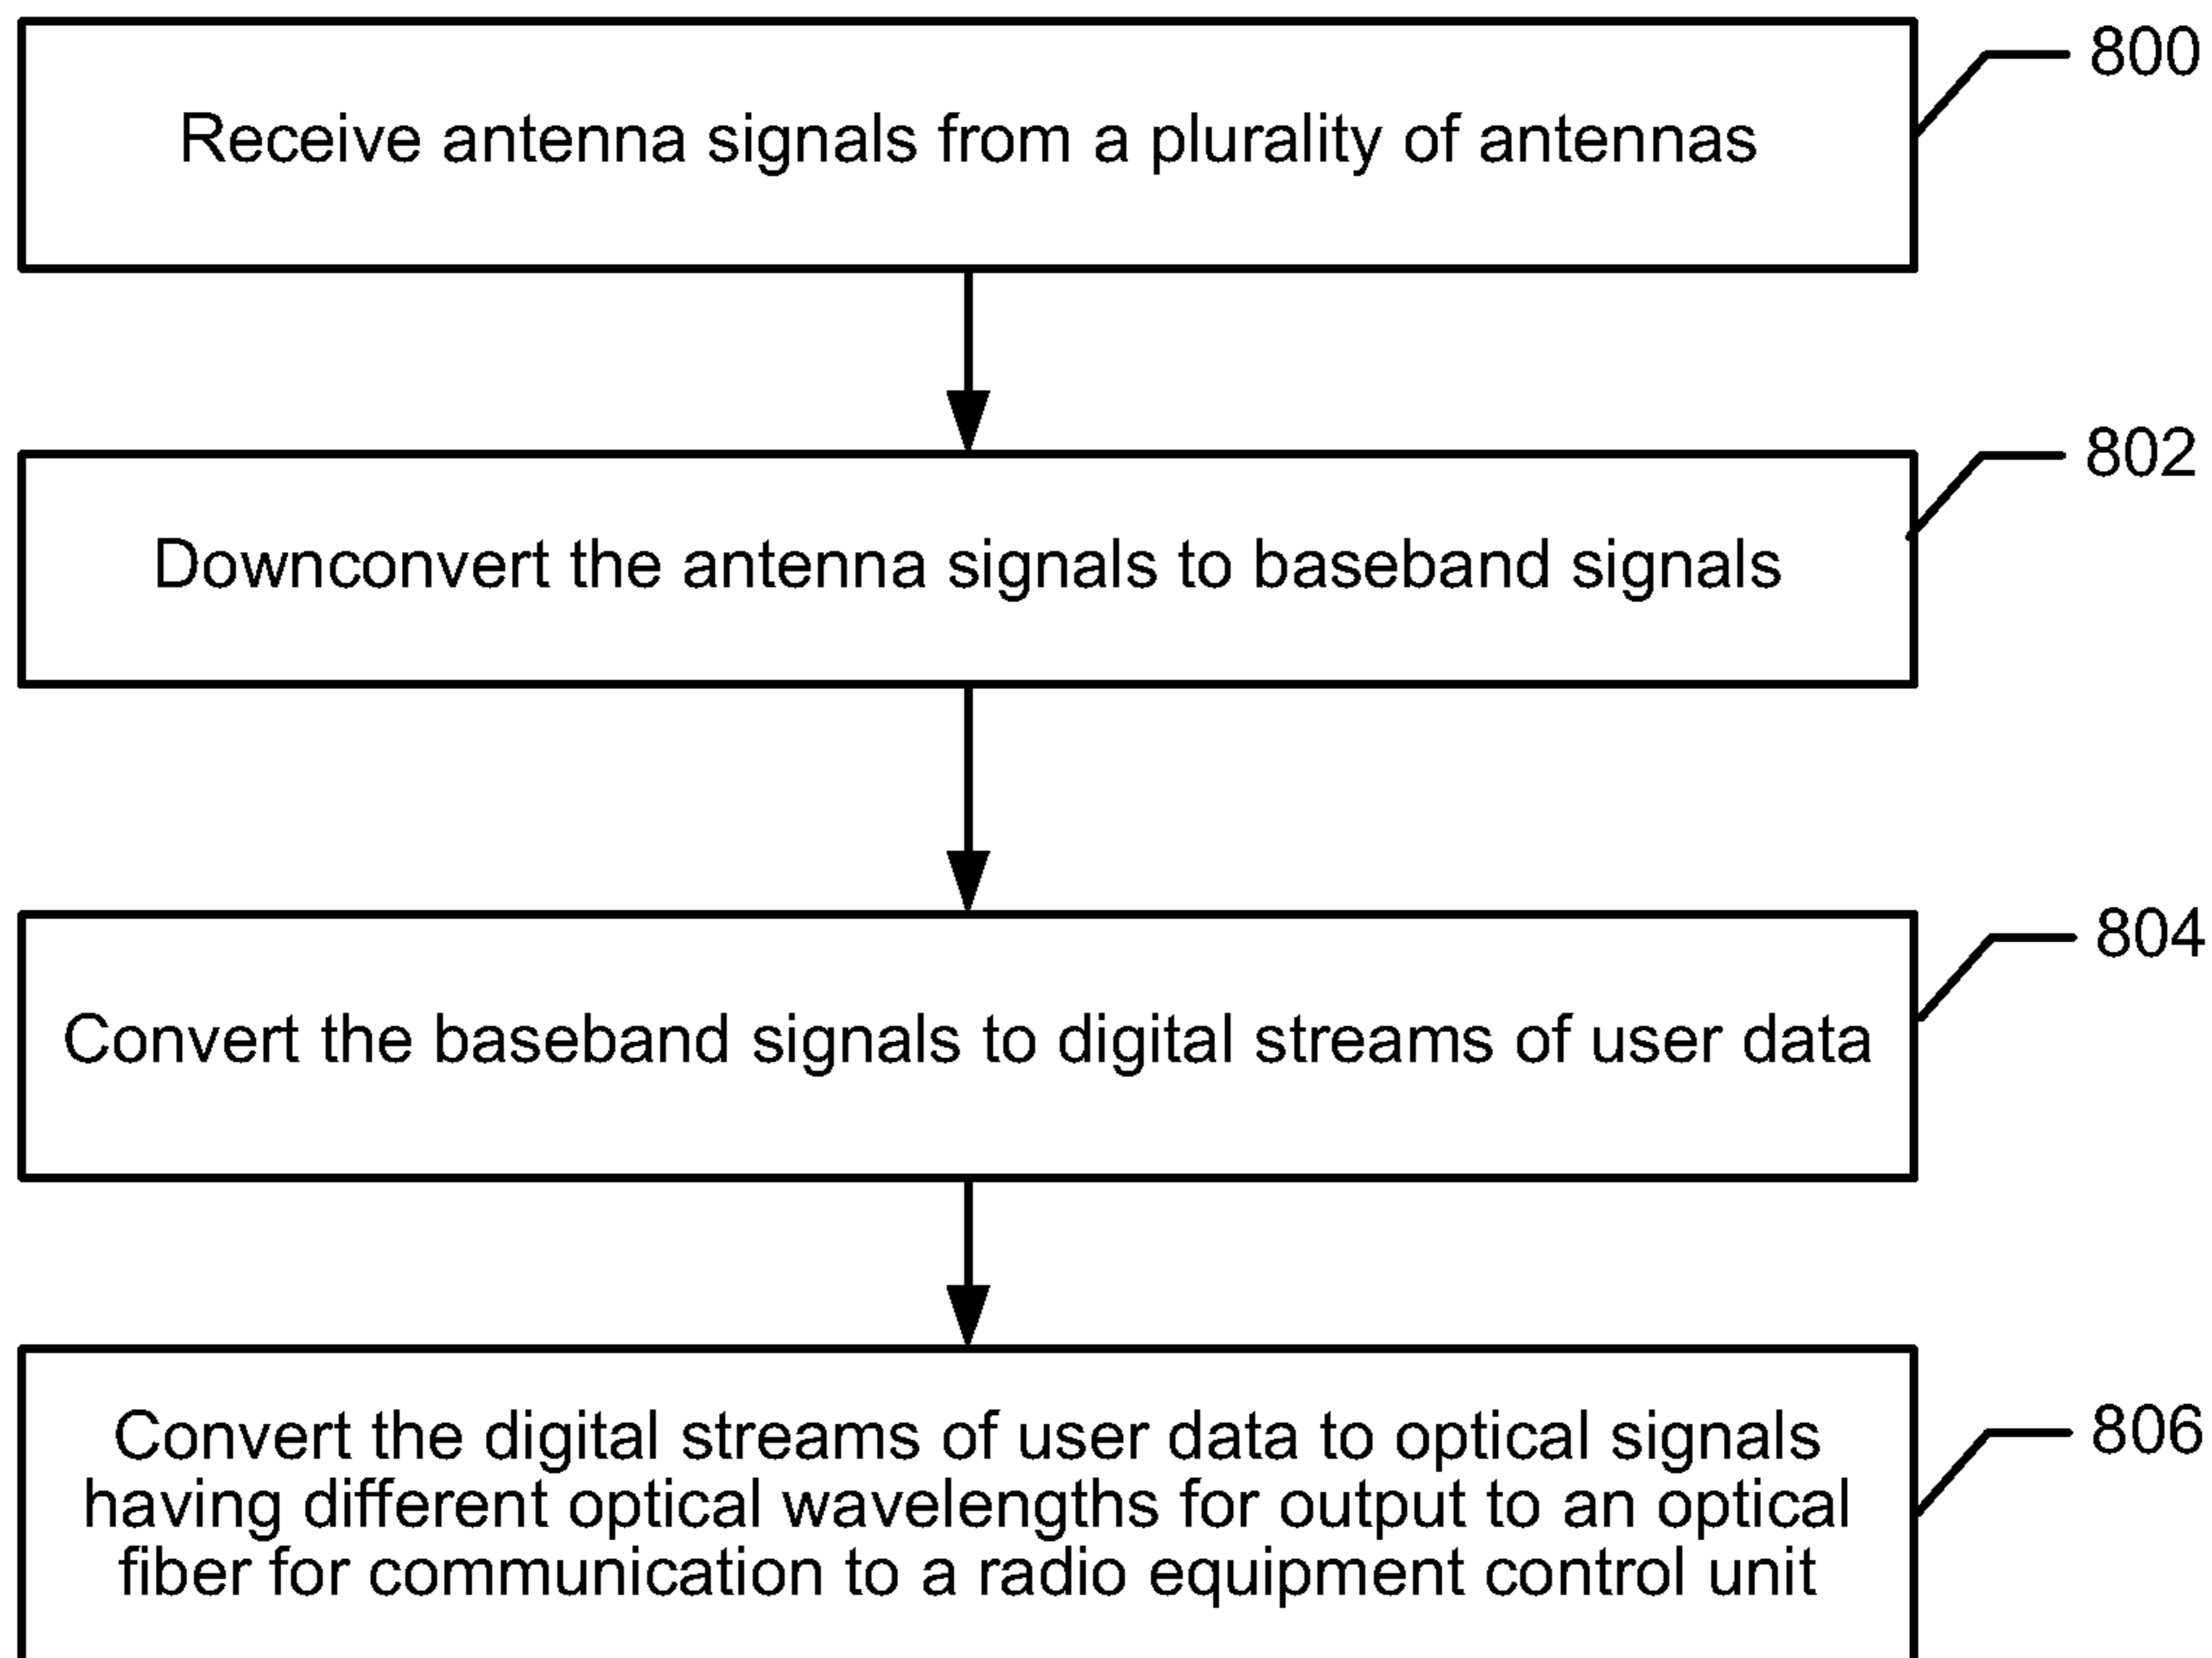 800
Receive antenna signals from a plurality of antennas
802
Downconvert the antenna signals to baseband signals
804
Convert the baseband signals to digital streams of user data
806
Convert the digital streams of user data to optical signals
having different optical wavelengths for output to an optical
fiber for communication to a radio equipment control unit